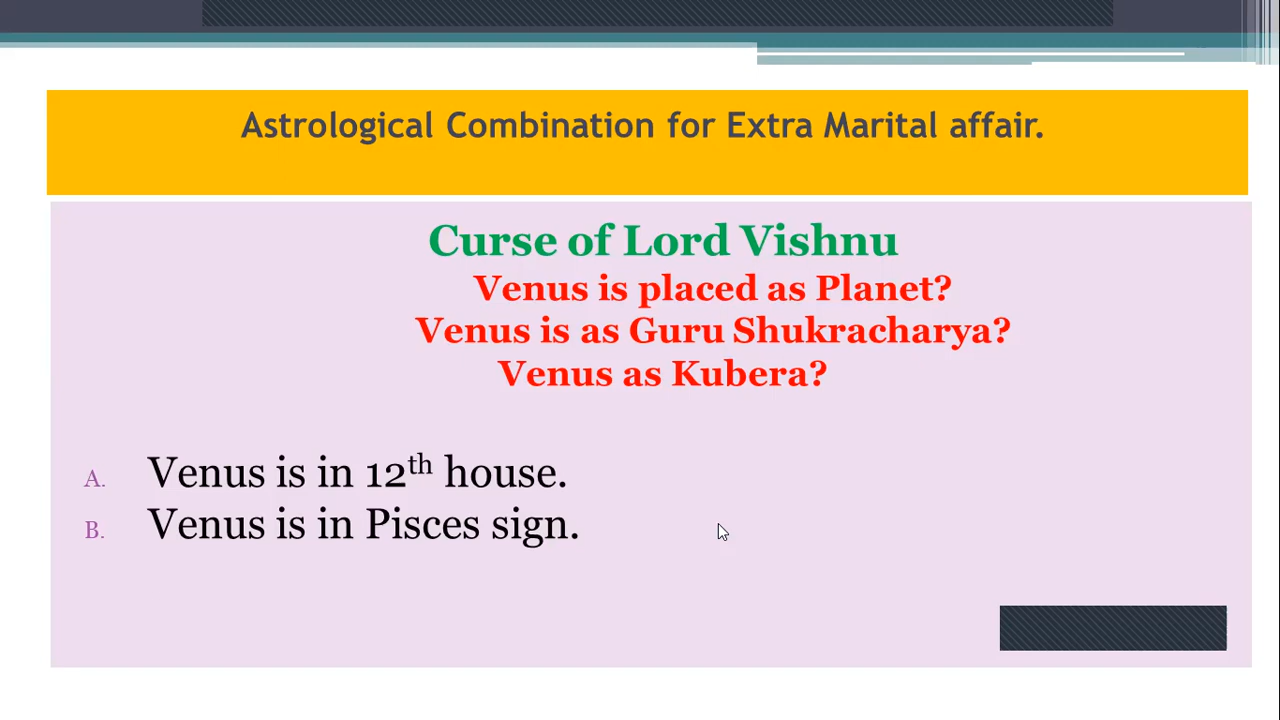 Astrological Combination for Extra Marital affair.
Curse of Lord Vishnu
Venus is placed as Planet?
Venus is as Guru Shukracharya?
Venus as Kubera?
A. Venus is in 12th house.
B. Venus is in Pisces sign.